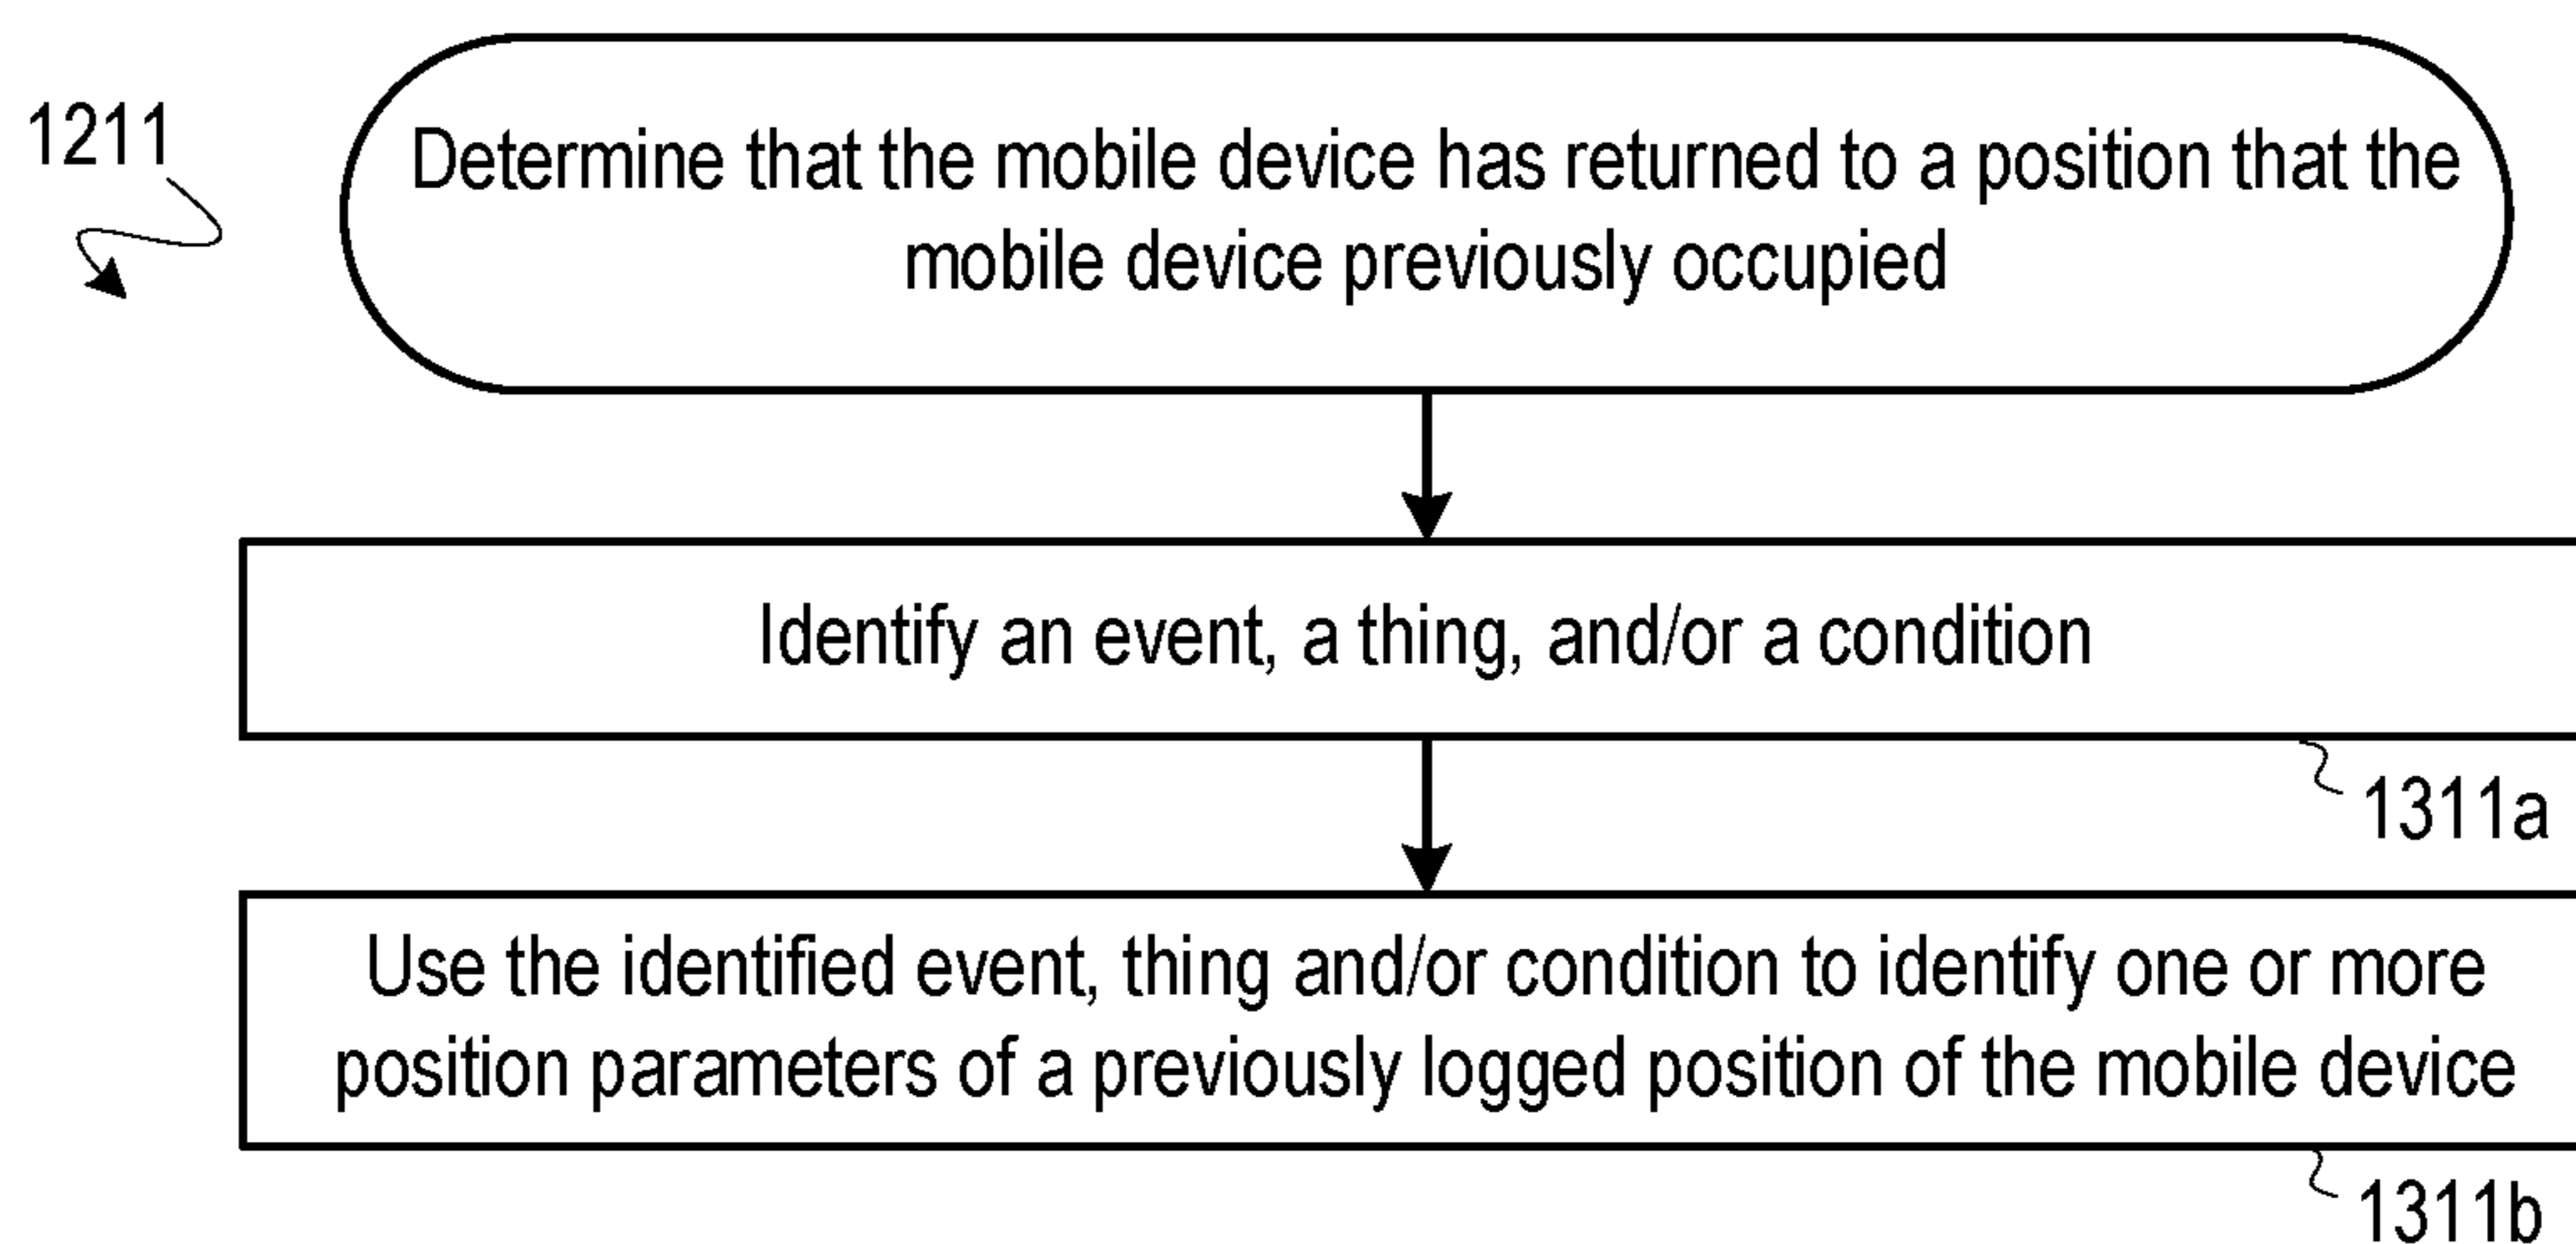 1211
Determine that the mobile device has returned to a position that the
mobile device previously occupied
Identify an event, a thing, and/or a condition
1311a
Use the identified event, thing and/or condition to identify one or more
position parameters of a previously logged position of the mobile device
1311b